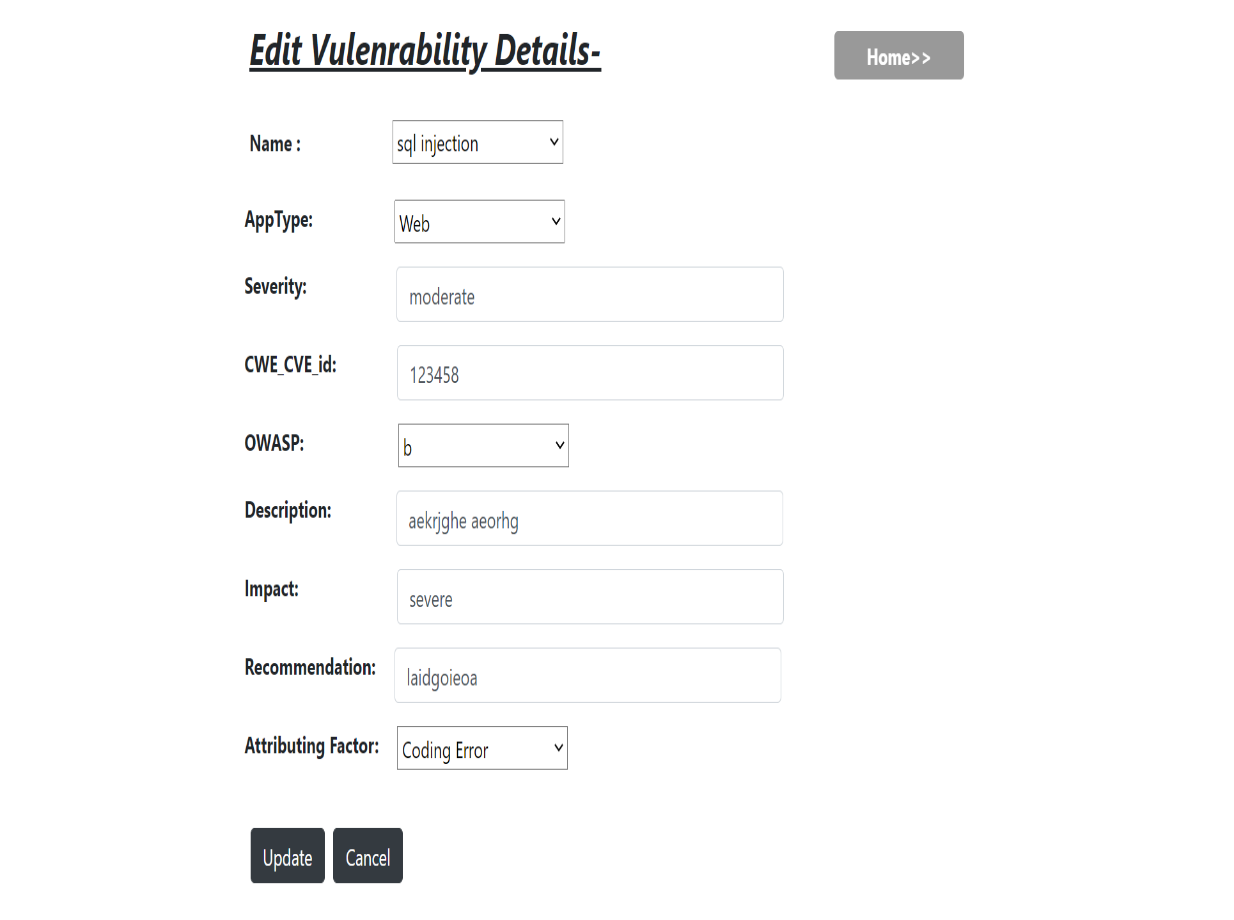 Edit Vulenrability Details-
Home>>
Name :
sql injection
AppType:
Web
Severity:
moderate
CWE_CVE_id:
123458
OWASP:
b
Description:
aekrjghe aeorhg
Impact:
severe
Recommendation:
laidgoieoa
Attributing Factor:
Coding Error
Update
Cancel